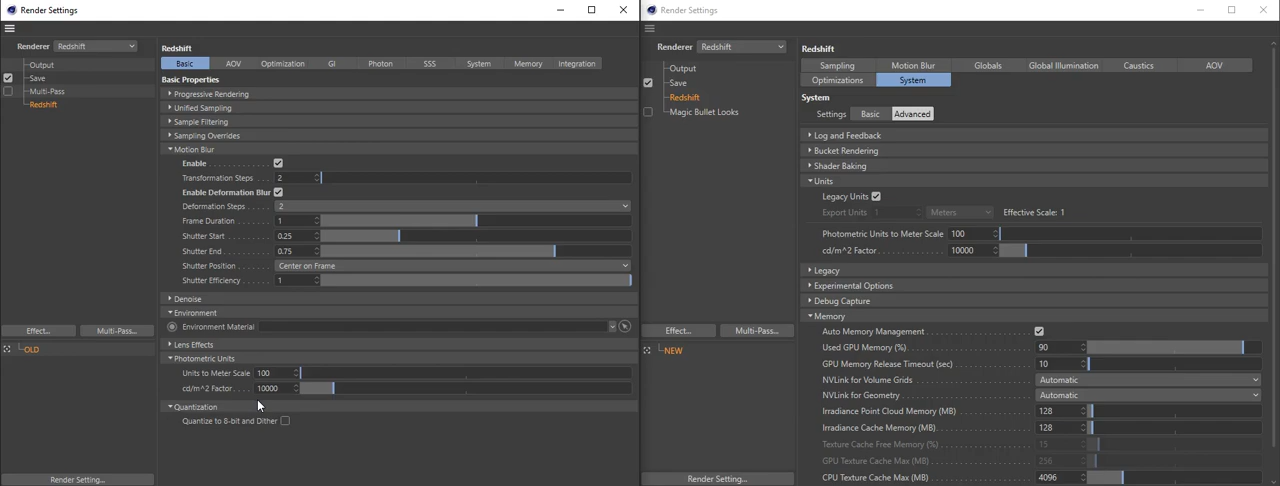 Render Settings
Renderer Redshift
Output
Save
Multi-Pass
Redshift
Effect... Multi-Pass...
OLD
Render Setting...
Redshift
Basic AOV Optimization GI Photon SSS System Memory Integration
Basic Properties
Progressive Rendering
Unified Sampling
Sample Filtering
Sampling Overrides
Motion Blur
Enable
Transformation Steps 2
Enable Deformation Blur
Deformation Steps 2
Frame Duration 1
Shutter Start 0.25
Shutter End 0.75
Shutter Position Center on Frame
Shutter Efficiency 1
Denoise
Environment
Environment Material
Lens Effects
Photometric Units
Units to Meter Scale 100
cd/m^2 Factor 10000
Quantization
Quantize to 8-bit and Dither
Render Settings
Renderer Redshift
Output
Save
Redshift
Magic Bullet Looks
Effect... Multi-Pass...
NEW
Render Setting...
Redshift
Sampling Motion Blur Globals Global Illumination Caustics AOV
Optimizations System
System
Settings Basic Advanced
Log and Feedback
Bucket Rendering
Shader Baking
Units
Legacy Units
Export Units 1 Meters Effective Scale: 1
Photometric Units to Meter Scale 100
cd/m^2 Factor 10000
Legacy
Experimental Options
Debug Capture
Memory
Auto Memory Management
Used GPU Memory (%) 90
GPU Memory Release Timeout (sec) 10
NVLink for Volume Grids Automatic
NVLink for Geometry Automatic
Irradiance Point Cloud Memory (MB) 128
Irradiance Cache Memory (MB) 128
Texture Cache Free Memory (%) 15
GPU Texture Cache Max (MB) 256
CPU Texture Cache Max (MB) 4096